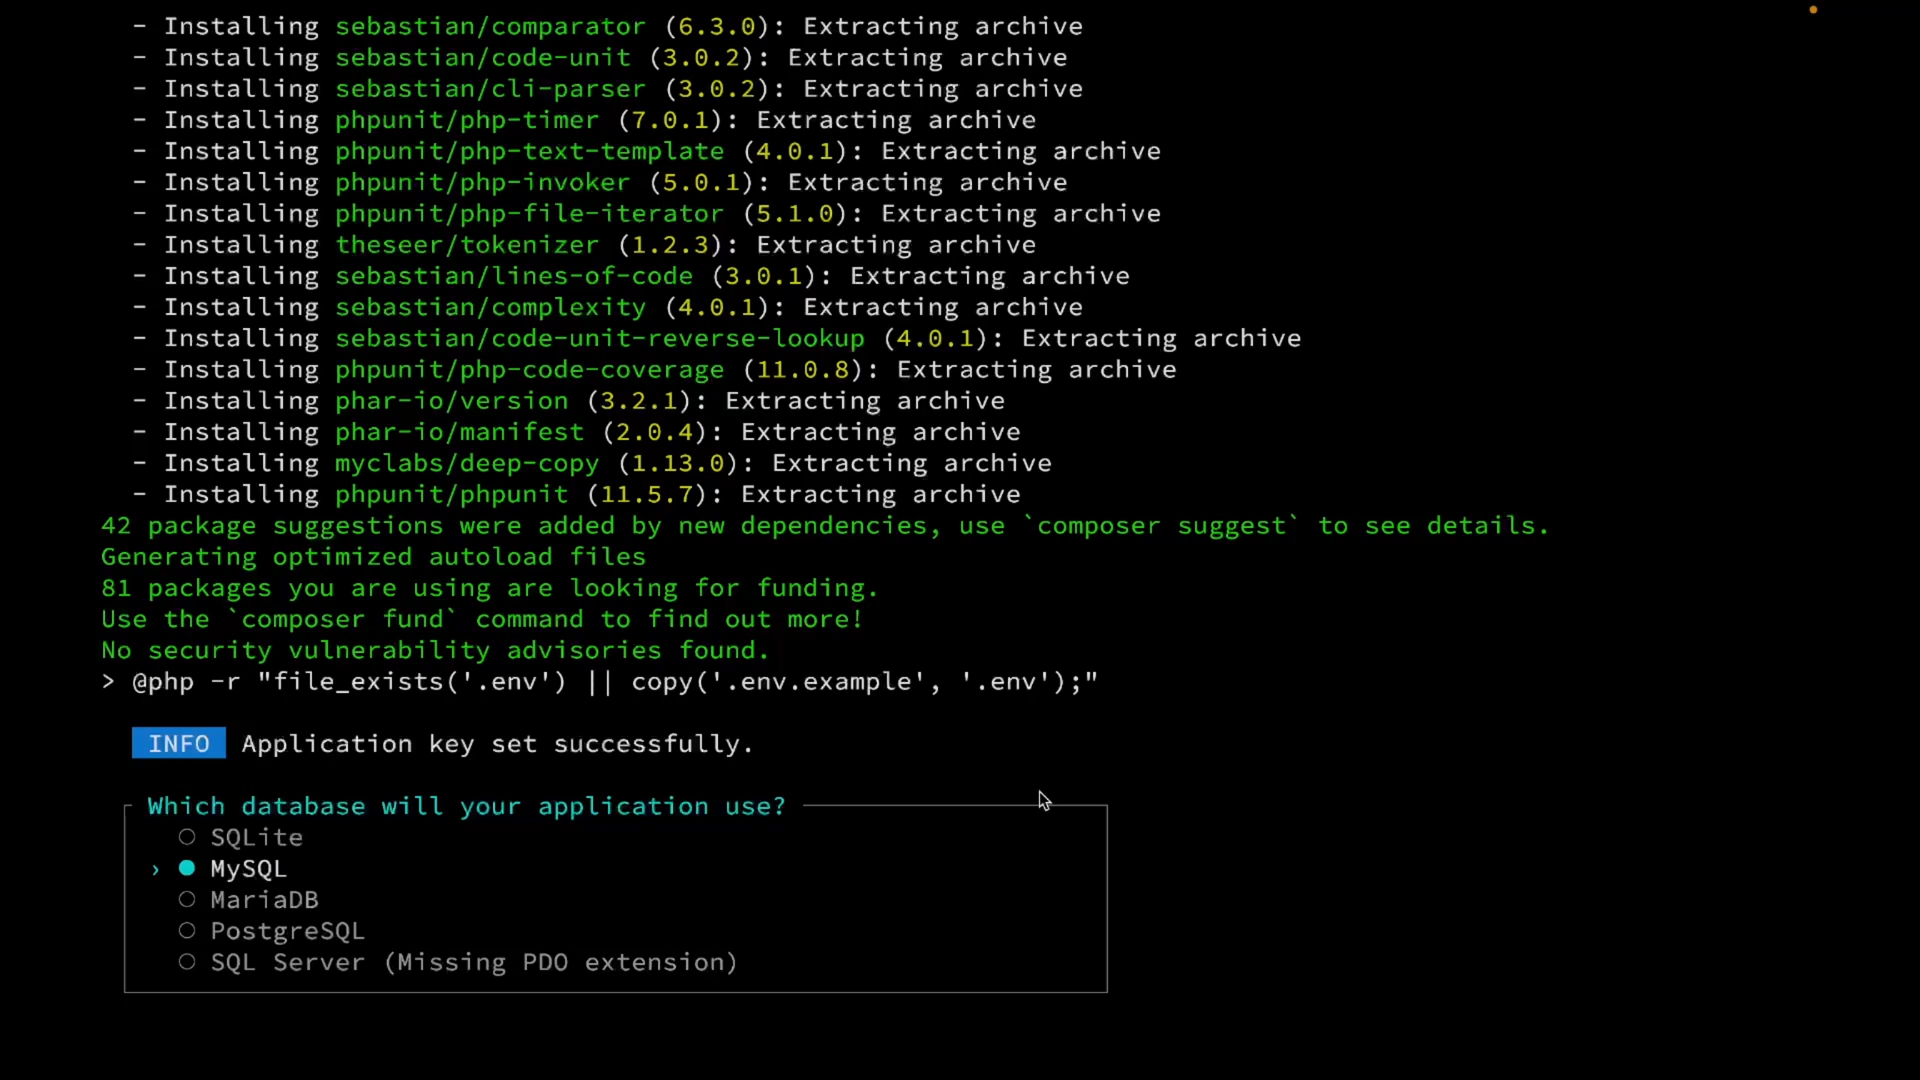 - Installing sebastian/comparator (6.3.0): Extracting archive
- Installing sebastian/code-unit (3.0.2): Extracting archive
- Installing sebastian/cli-parser (3.0.2): Extracting archive
- Installing phpunit/php-timer (7.0.1): Extracting archive
- Installing phpunit/php-text-template (4.0.1): Extracting archive
- Installing phpunit/php-invoker (5.0.1): Extracting archive
- Installing phpunit/php-file-iterator (5.1.0): Extracting archive
- Installing theseer/tokenizer (1.2.3): Extracting archive
- Installing sebastian/lines-of-code (3.0.1): Extracting archive
- Installing sebastian/complexity (4.0.1): Extracting archive
- Installing sebastian/code-unit-reverse-lookup (4.0.1): Extracting archive
- Installing phpunit/php-code-coverage (11.0.8): Extracting archive
- Installing phar-io/version (3.2.1): Extracting archive
- Installing phar-io/manifest (2.0.4): Extracting archive
- Installing myclabs/deep-copy (1.13.0): Extracting archive
- Installing phpunit/phpunit (11.5.7): Extracting archive
42 package suggestions were added by new dependencies, use `composer suggest` to see details.
Generating optimized autoload files
81 packages you are using are looking for funding.
Use the `composer fund` command to find out more!
No security vulnerability advisories found.
> @php -r "file_exists('.env') || copy('.env.example', '.env');"
INFO Application key set successfully.
Which database will your application use?
○ SQLite
› ● MySQL
○ MariaDB
○ PostgreSQL
○ SQL Server (Missing PDO extension)